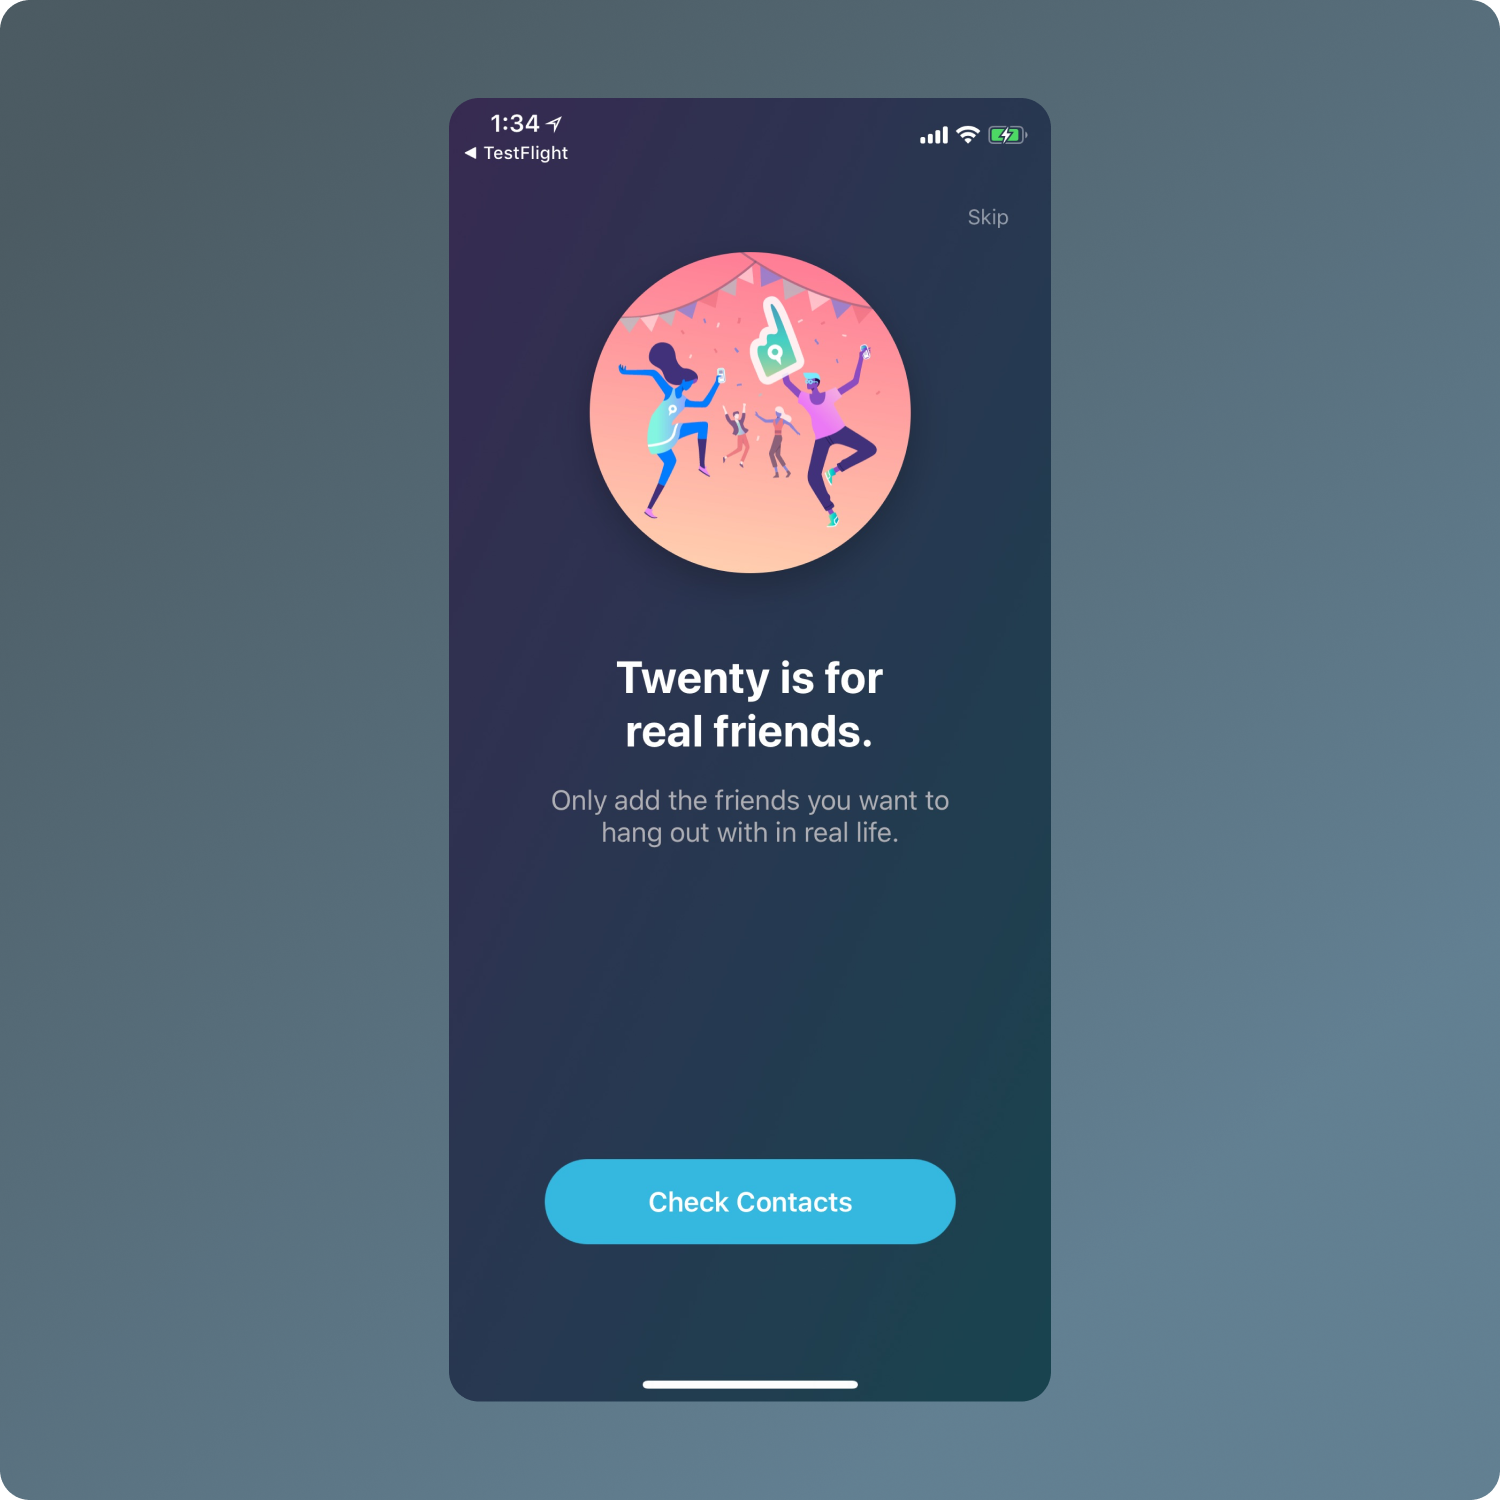 1:34
TestFlight
Skip
Twenty is for
real friends.
Only add the friends you want to
hang out with in real life.
Check Contacts